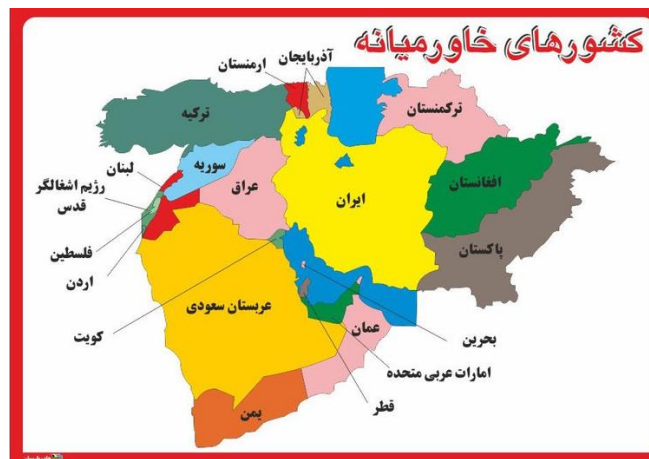 کشورهای خاورمیانه
آذربایجان
ارمنستان
ترکمنستان
ترکیه
لبنان
سوریه
عراق
ایران
افغانستان
رژیم اشغالگر
قدس
فلسطین
اردن
پاکستان
عربستان سعودی
کویت
عمان
بحرین
امارات عربی متحده
قطر
یمن